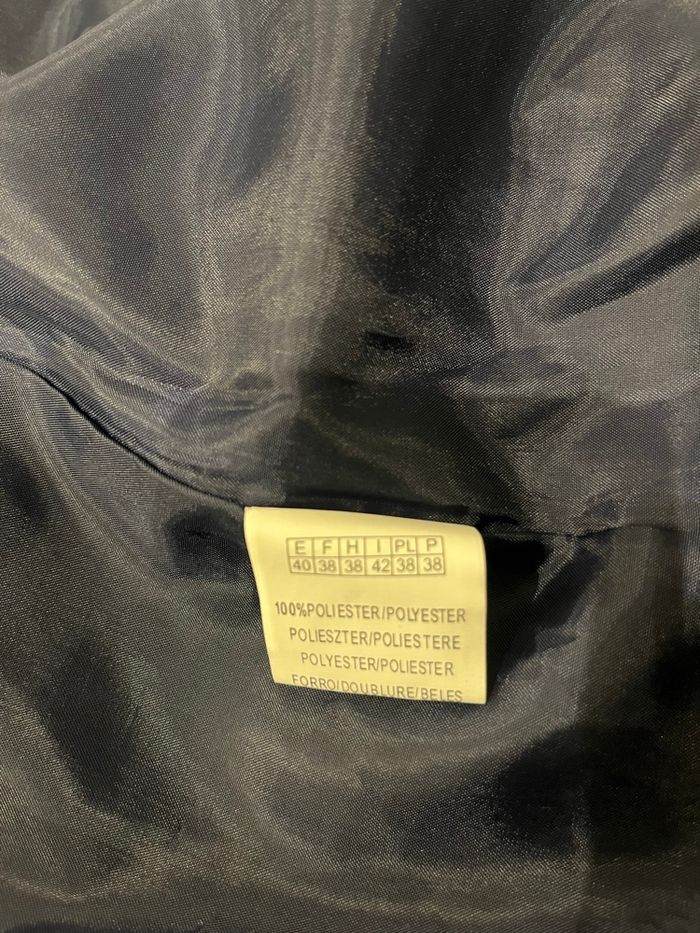 E F H I PL P
40 38 38 42 38 38
100%POLIESTER/POLYESTER
POLIESZTER/POLIESTERE
POLYESTER/POLIESTER
FORRO/DOUBLURE/BELES